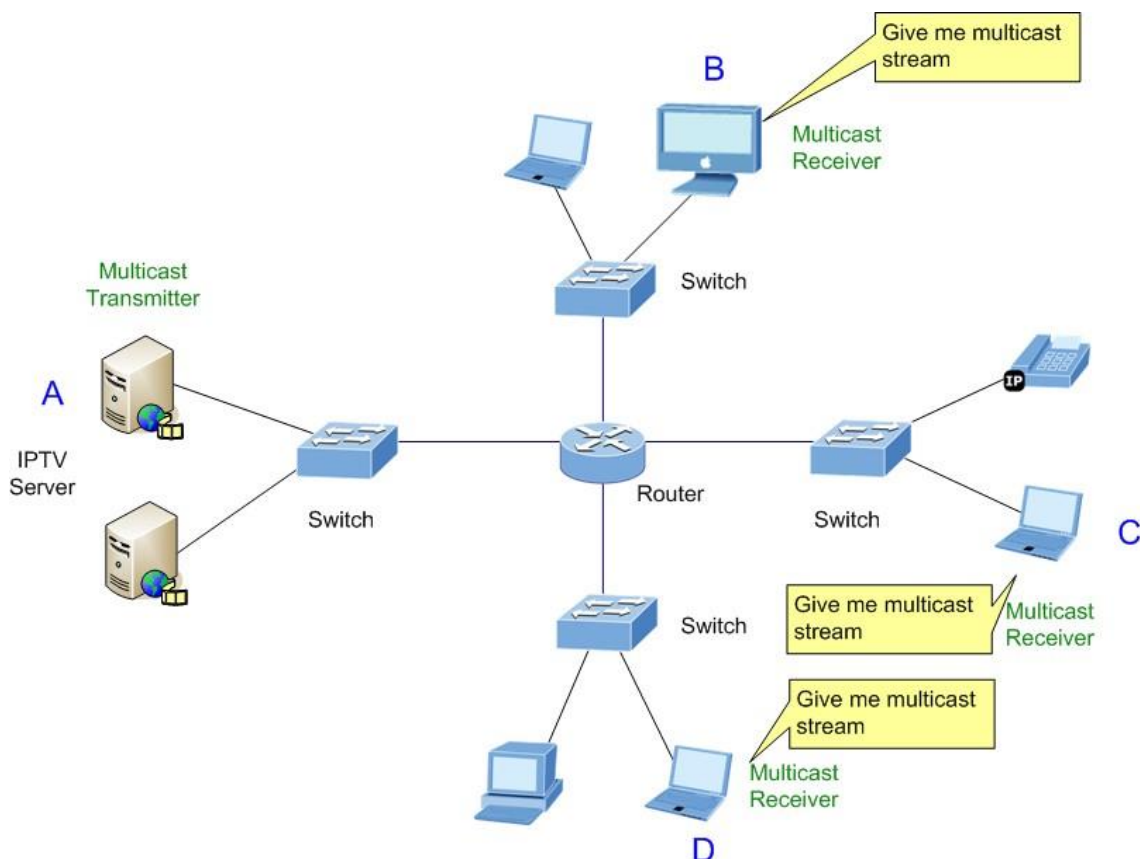 Give me multicast
stream
B
Multicast
Receiver
Multicast
Transmitter
Switch
A
IP
IPTV
Server
Switch
Router
Switch
C
Give me multicast
stream
Multicast
Receiver
Switch
Give me multicast
stream
Multicast
Receiver
D